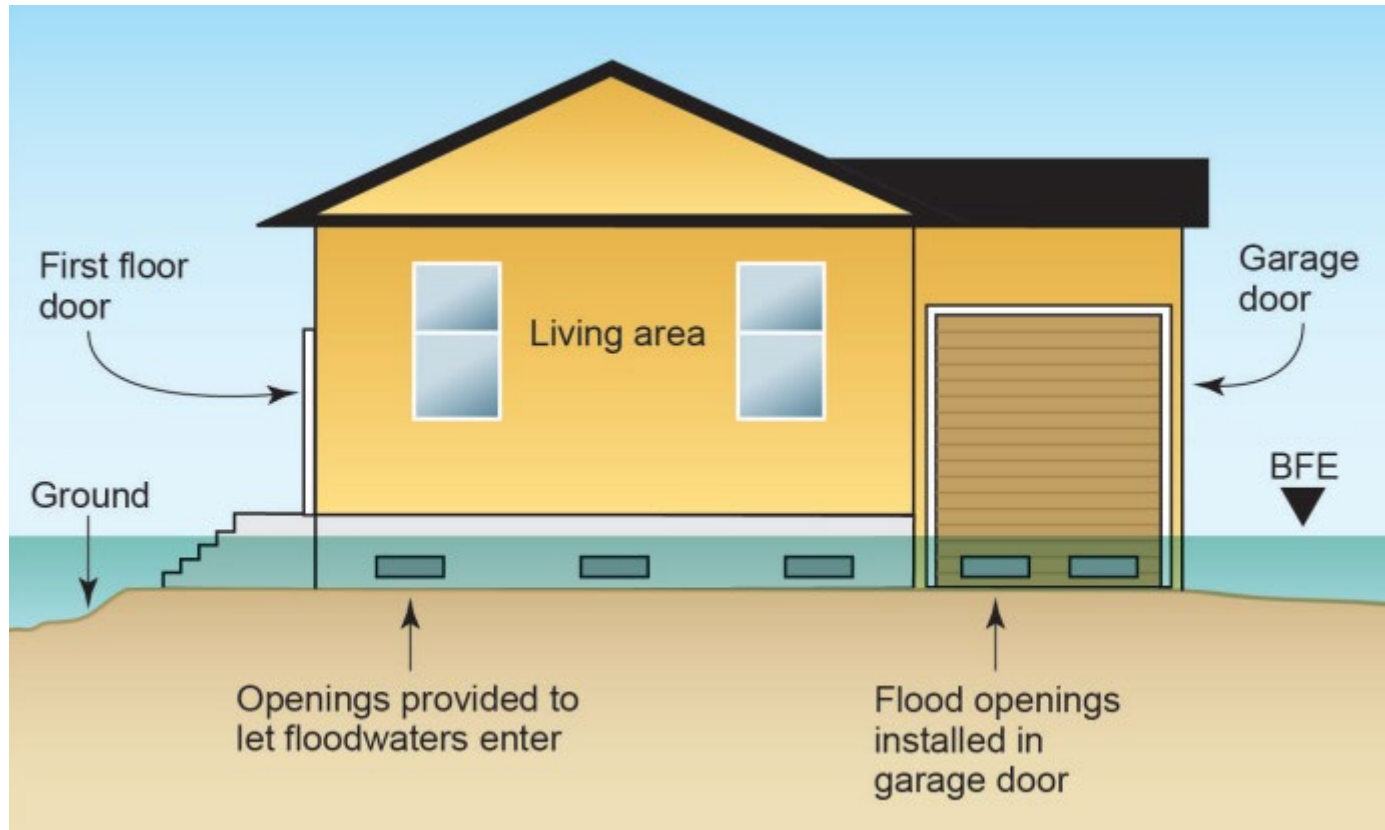 First floor
door
Living area
Garage
door
Ground
BFE
Openings provided to
let floodwaters enter
Flood openings
installed in
garage door